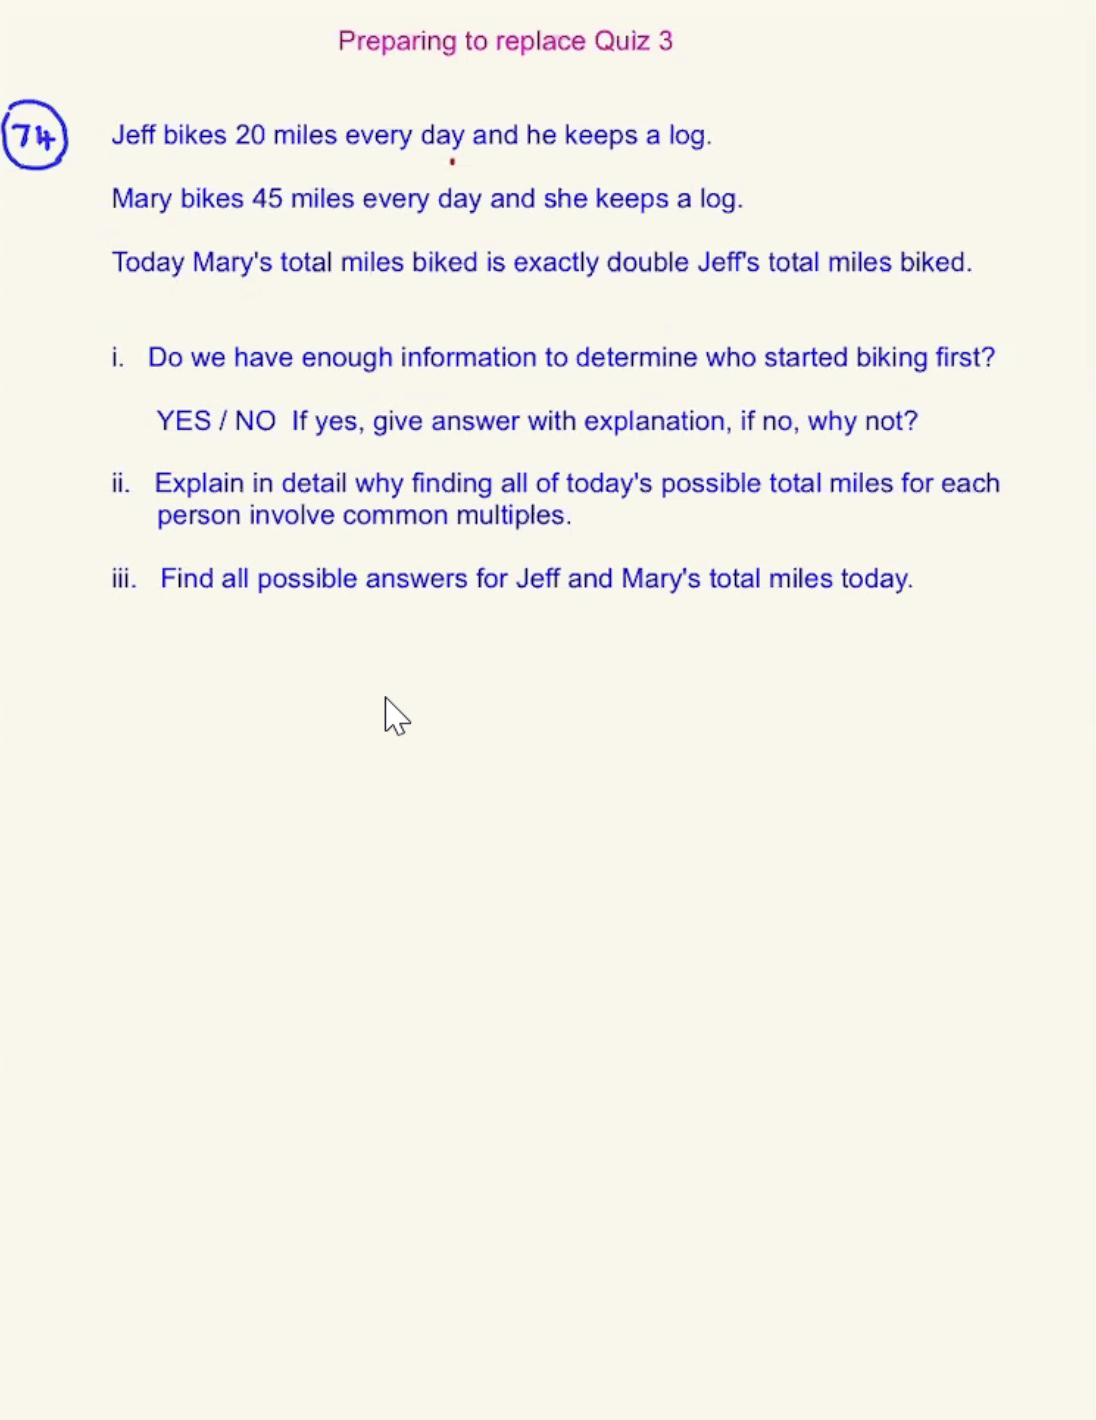 Preparing to replace Quiz 3
74
Jeff bikes 20 miles every day and he keeps a log.
Mary bikes 45 miles every day and she keeps a log.
Today Mary's total miles biked is exactly double Jeff's total miles biked.
i. Do we have enough information to determine who started biking first?
YES / NO If yes, give answer with explanation, if no, why not?
ii. Explain in detail why finding all of today's possible total miles for each
person involve common multiples.
iii. Find all possible answers for Jeff and Mary's total miles today.